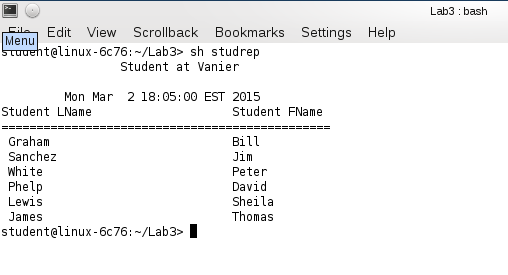 Lab3 : bash
File Edit View Scrollback Bookmarks Settings Help
Menu
student@linux-6c76:~/Lab3> sh studrep
Student at Vanier
Mon Mar  2 18:05:00 EST 2015
Student LName Student FName
============================================
Graham Bill
Sanchez Jim
White Peter
Phelp David
Lewis Sheila
James Thomas
student@linux-6c76:~/Lab3>